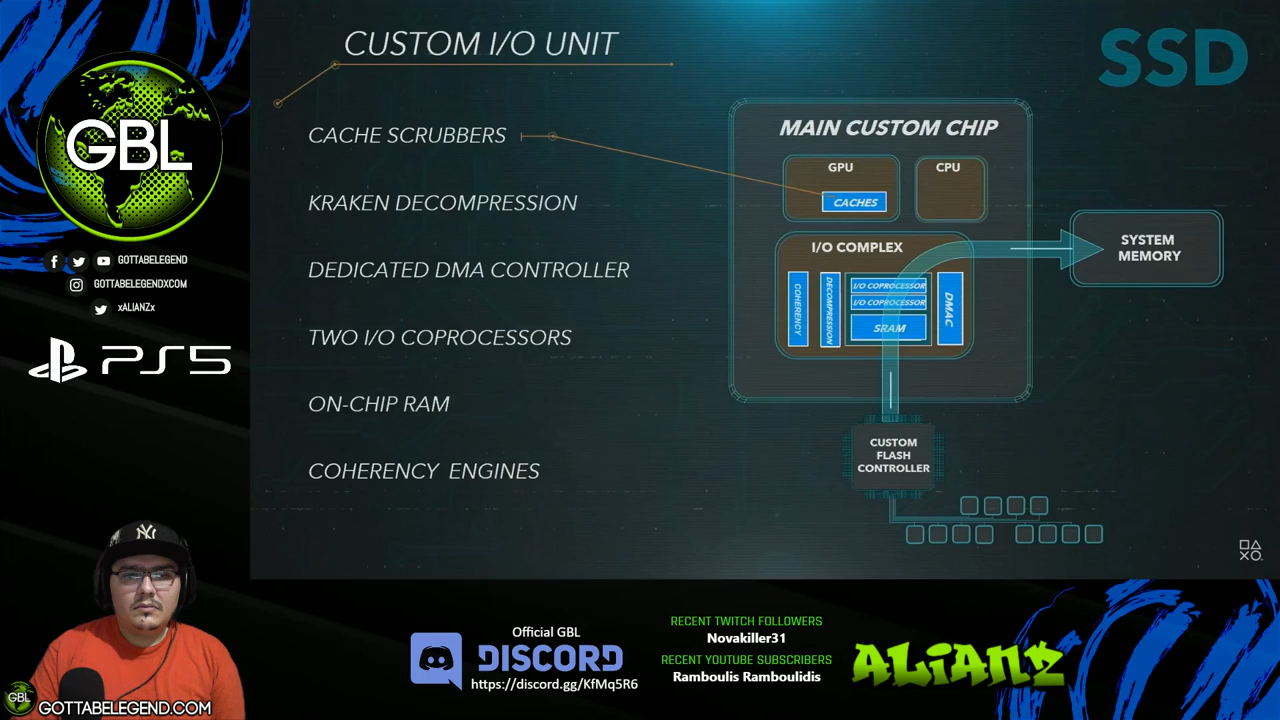 CUSTOM I/O UNIT
SSD
CACHE SCRUBBERS
KRAKEN DECOMPRESSION
DEDICATED DMA CONTROLLER
TWO I/O COPROCESSORS
ON-CHIP RAM
COHERENCY ENGINES
MAIN CUSTOM CHIP
GPU
CPU
CACHES
I/O COMPLEX
COHERENCY
DECOMPRESSION
I/O COPROCESSOR
I/O COPROCESSOR
SRAM
DMAC
SYSTEM
MEMORY
CUSTOM
FLASH
CONTROLLER
GBL
GOTTABELEGEND
GOTTABELEGENDXCOM
xALIANZx
PS5
NY
GBL
GOTTABELEGEND.COM
Official GBL
DISCORD
https://discord.gg/KfMq5R6
RECENT TWITCH FOLLOWERS
Novakiller31
RECENT YOUTUBE SUBSCRIBERS
Ramboulis Ramboulidis
ALiANZ